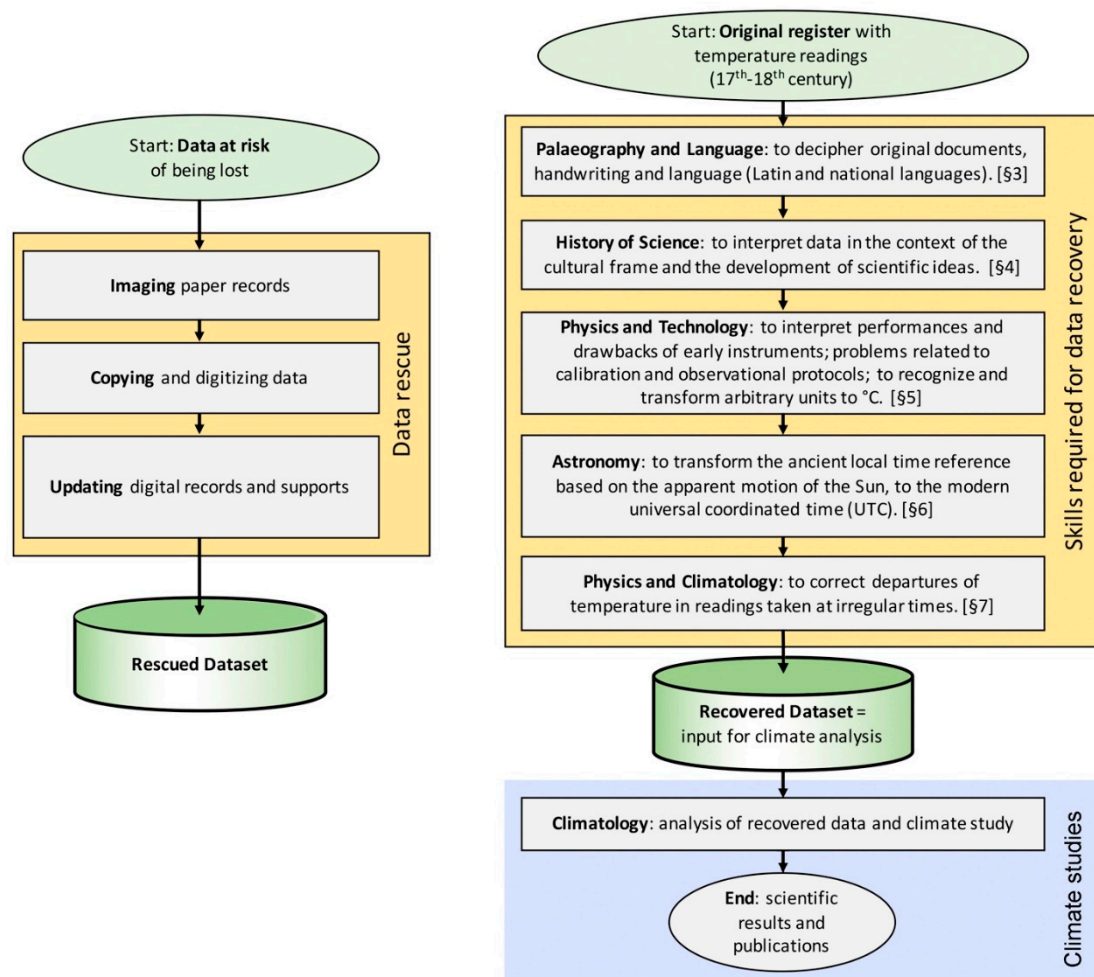 Start: Data at risk
of being lost
Imaging paper records
Copying and digitizing data
Updating digital records and supports
Data rescue
Rescued Dataset
Start: Original register with
temperature readings
(17th-18th century)
Palaeography and Language: to decipher original documents,
handwriting and language (Latin and national languages). [§3]
History of Science: to interpret data in the context of the
cultural frame and the development of scientific ideas. [§4]
Physics and Technology: to interpret performances and
drawbacks of early instruments; problems related to
calibration and observational protocols; to recognize and
transform arbitrary units to °C. [§5]
Astronomy: to transform the ancient local time reference
based on the apparent motion of the Sun, to the modern
universal coordinated time (UTC). [§6]
Physics and Climatology: to correct departures of
temperature in readings taken at irregular times. [§7]
Skills required for data recovery
Recovered Dataset =
input for climate analysis
Climatology: analysis of recovered data and climate study
End: scientific
results and
publications
Climate studies